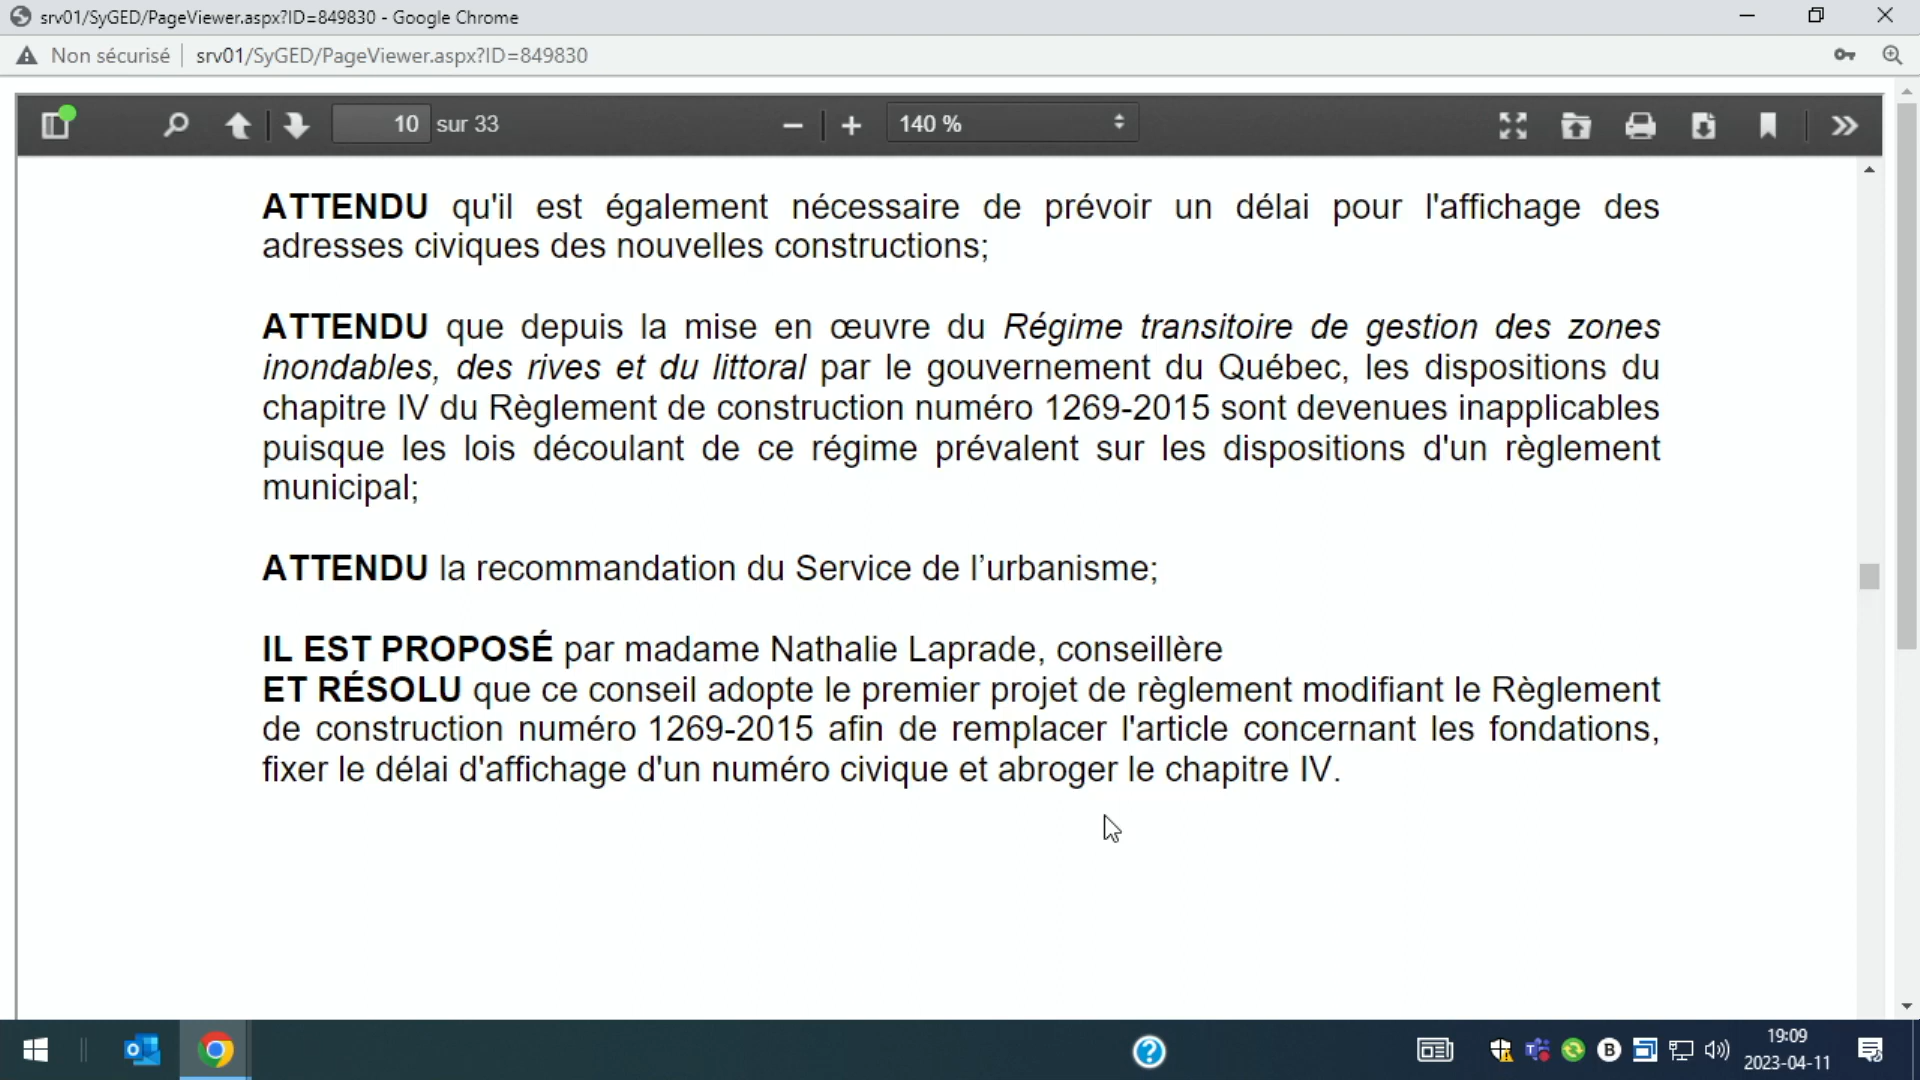 srv01/SyGED/PageViewer.aspx?ID=849830 - Google Chrome
Non sécurisé srv01/SyGED/PageViewer.aspx?ID=849830
10 sur 33 140 %
ATTENDU qu'il est également nécessaire de prévoir un délai pour l'affichage des
adresses civiques des nouvelles constructions;
ATTENDU que depuis la mise en œuvre du Régime transitoire de gestion des zones
inondables, des rives et du littoral par le gouvernement du Québec, les dispositions du
chapitre IV du Règlement de construction numéro 1269-2015 sont devenues inapplicables
puisque les lois découlant de ce régime prévalent sur les dispositions d'un règlement
municipal;
ATTENDU la recommandation du Service de l’urbanisme;
IL EST PROPOSÉ par madame Nathalie Laprade, conseillère
ET RÉSOLU que ce conseil adopte le premier projet de règlement modifiant le Règlement
de construction numéro 1269-2015 afin de remplacer l'article concernant les fondations,
fixer le délai d'affichage d'un numéro civique et abroger le chapitre IV.
19:09
2023-04-11